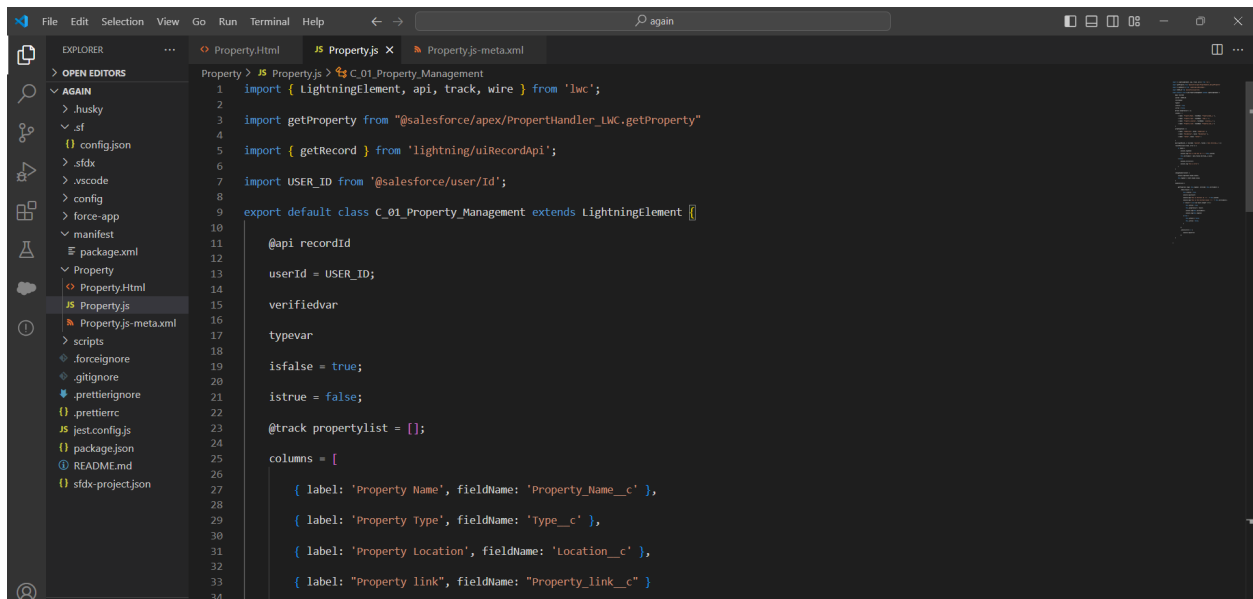 File Edit Selection View Go Run Terminal Help
again
EXPLORER
Property.Html
JS Property.js
Property.js-meta.xml
OPEN EDITORS
AGAIN
.husky
.sf
{} config.json
.sfdx
.vscode
config
force-app
manifest
package.xml
Property
Property.Html
JS Property.js
Property.js-meta.xml
scripts
.forceignore
.gitignore
.prettierignore
{} .prettierrc
JS jest.config.js
{} package.json
README.md
{} sfdx-project.json
Property > JS Property.js > C_01_Property_Management
1 import { LightningElement, api, track, wire } from 'lwc';
2
3 import getProperty from "@salesforce/apex/PropertHandler_LWC.getProperty"
4
5 import { getRecord } from 'lightning/uiRecordApi';
6
7 import USER_ID from '@salesforce/user/Id';
8
9 export default class C_01_Property_Management extends LightningElement {
10
11 @api recordId
12
13 userId = USER_ID;
14
15 verifiedvar
16
17 typevar
18
19 isfalse = true;
20
21 istrue = false;
22
23 @track propertylist = [];
24
25 columns = [
26
27 { label: 'Property Name', fieldName: 'Property_Name__c' },
28
29 { label: 'Property Type', fieldName: 'Type__c' },
30
31 { label: 'Property Location', fieldName: 'Location__c' },
32
33 { label: "Property link", fieldName: "Property_link__c" }
34